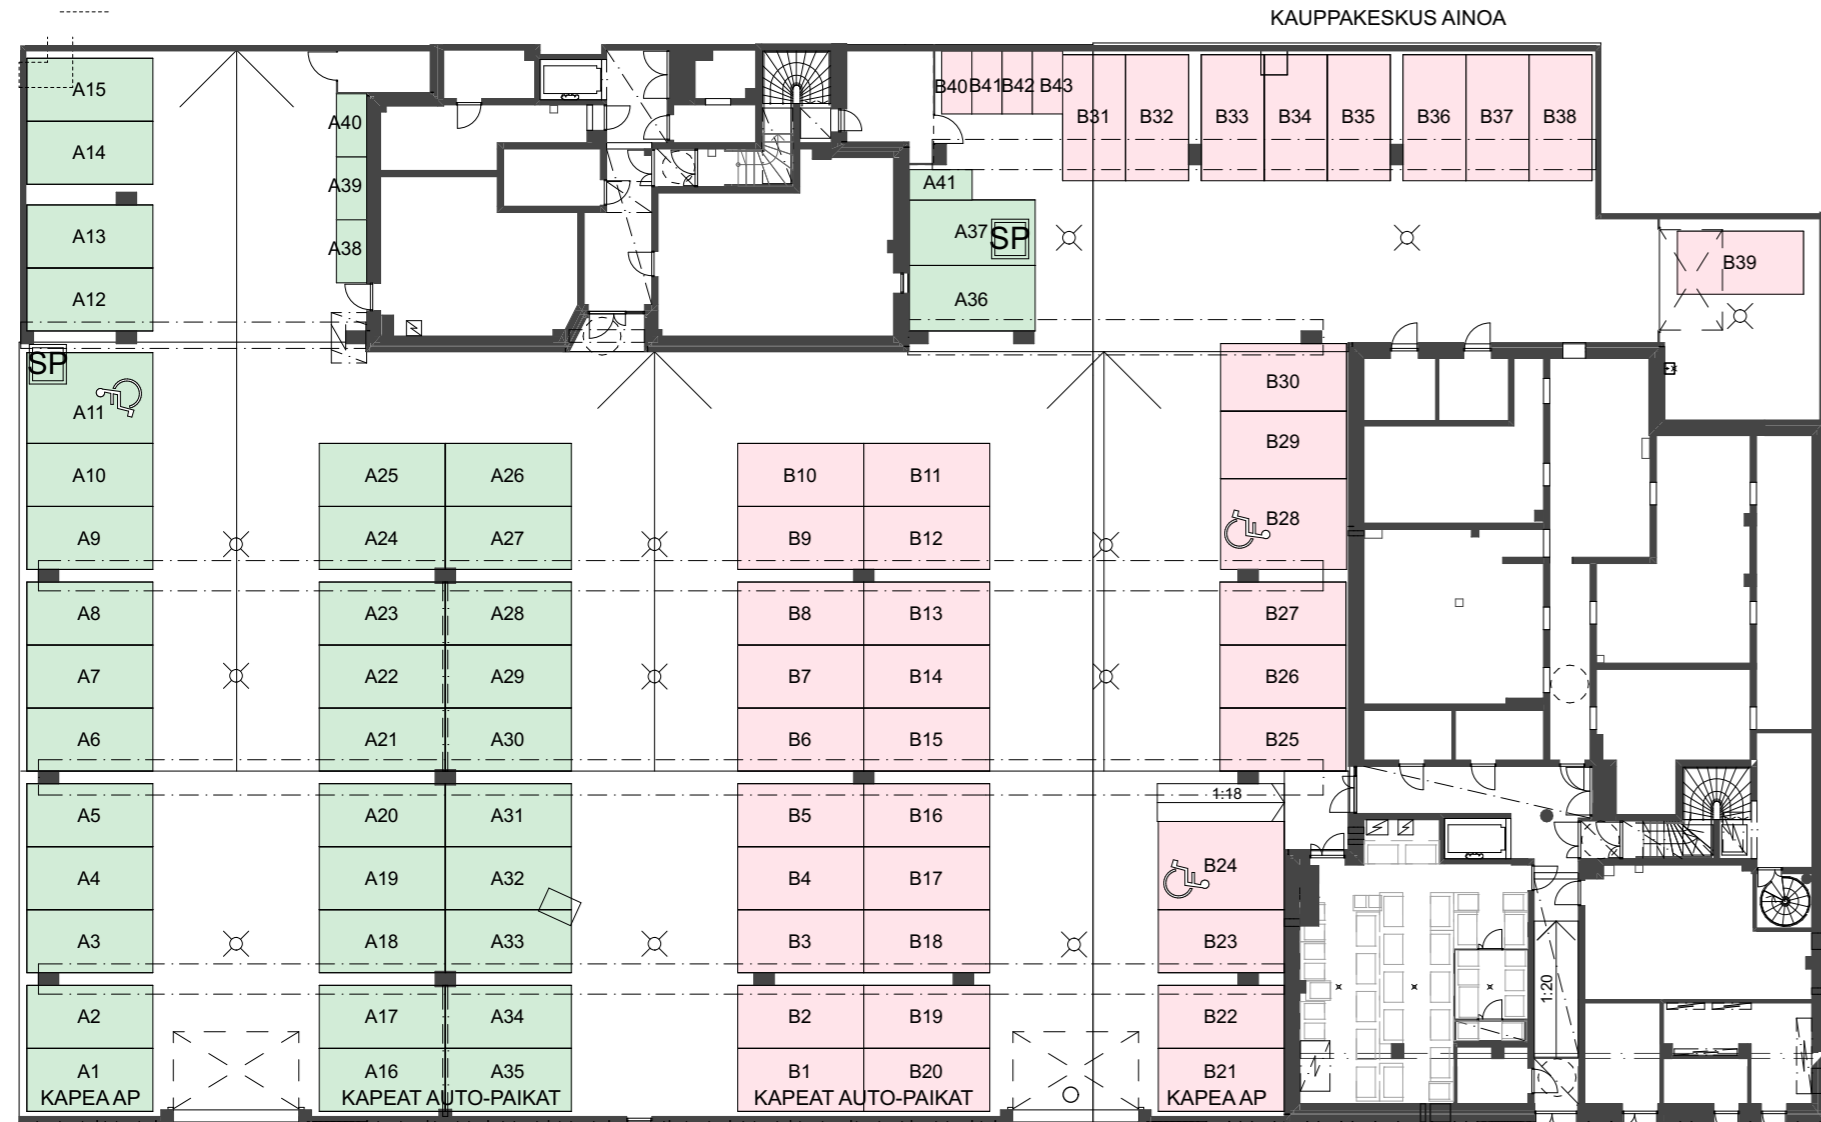 KAUPPAKESKUS AINOA
A15
A14
A13
A12
A40
A39
A38
B40 B41 B42 B43
B31 B32 B33 B34 B35 B36 B37 B38
A41
A37 SP
A36
B39
SP
A11
A10
A9
A8
A7
A6
A5
A4
A3
A2
A1
KAPEA AP
A25 A26
A24 A27
A23 A28
A22 A29
A21 A30
A20 A31
A19 A32
A18 A33
A17 A34
A16 A35
KAPEAT AUTO-PAIKAT
B10 B11
B9 B12
B8 B13
B7 B14
B6 B15
B5 B16
B4 B17
B3 B18
B2 B19
B1 B20
KAPEAT AUTO-PAIKAT
B30
B29
B28
B27
B26
B25
1:18
B24
B23
B22
B21
KAPEA AP
1:20